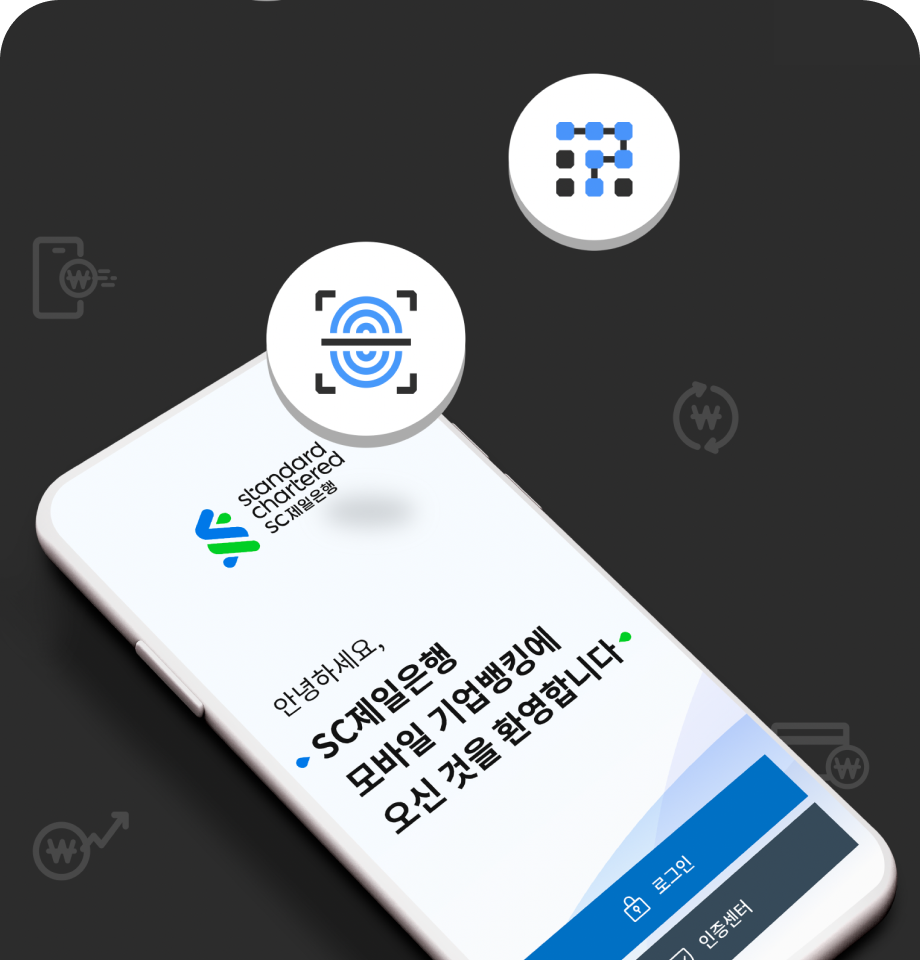 standard
chartered
SC제일은행
안녕하세요,
SC제일은행
모바일 기업뱅킹에
오신 것을 환영합니다
로그인
인증센터